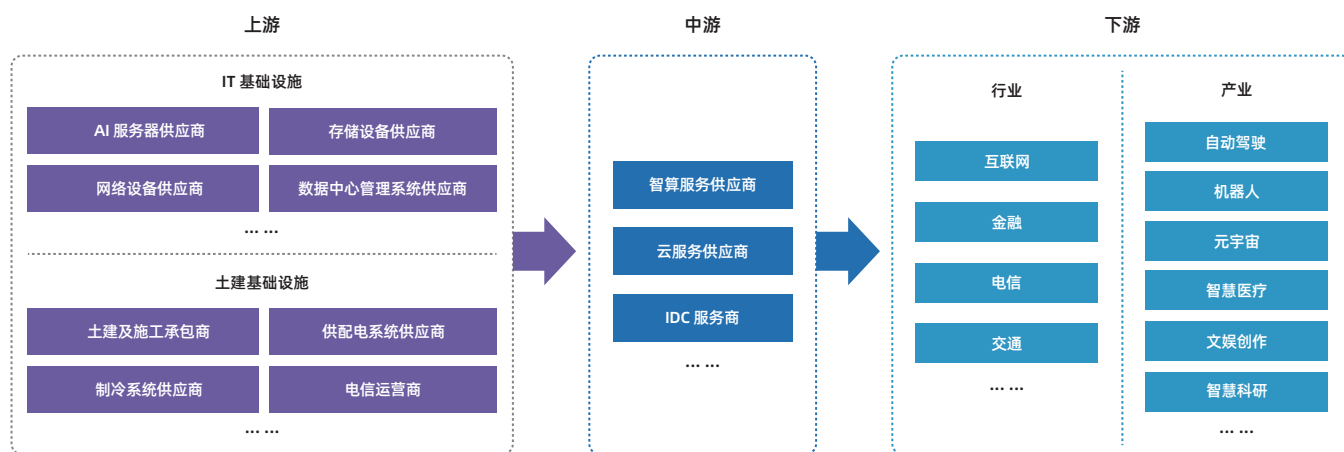 上游
IT 基础设施
AI 服务器供应商
存储设备供应商
网络设备供应商
数据中心管理系统供应商
... ...
土建基础设施
土建及施工承包商
供配电系统供应商
制冷系统供应商
电信运营商
... ...
中游
智算服务供应商
云服务供应商
IDC 服务商
... ...
下游
行业
互联网
金融
电信
交通
... ...
产业
自动驾驶
机器人
元宇宙
智慧医疗
文娱创作
智慧科研
... ...